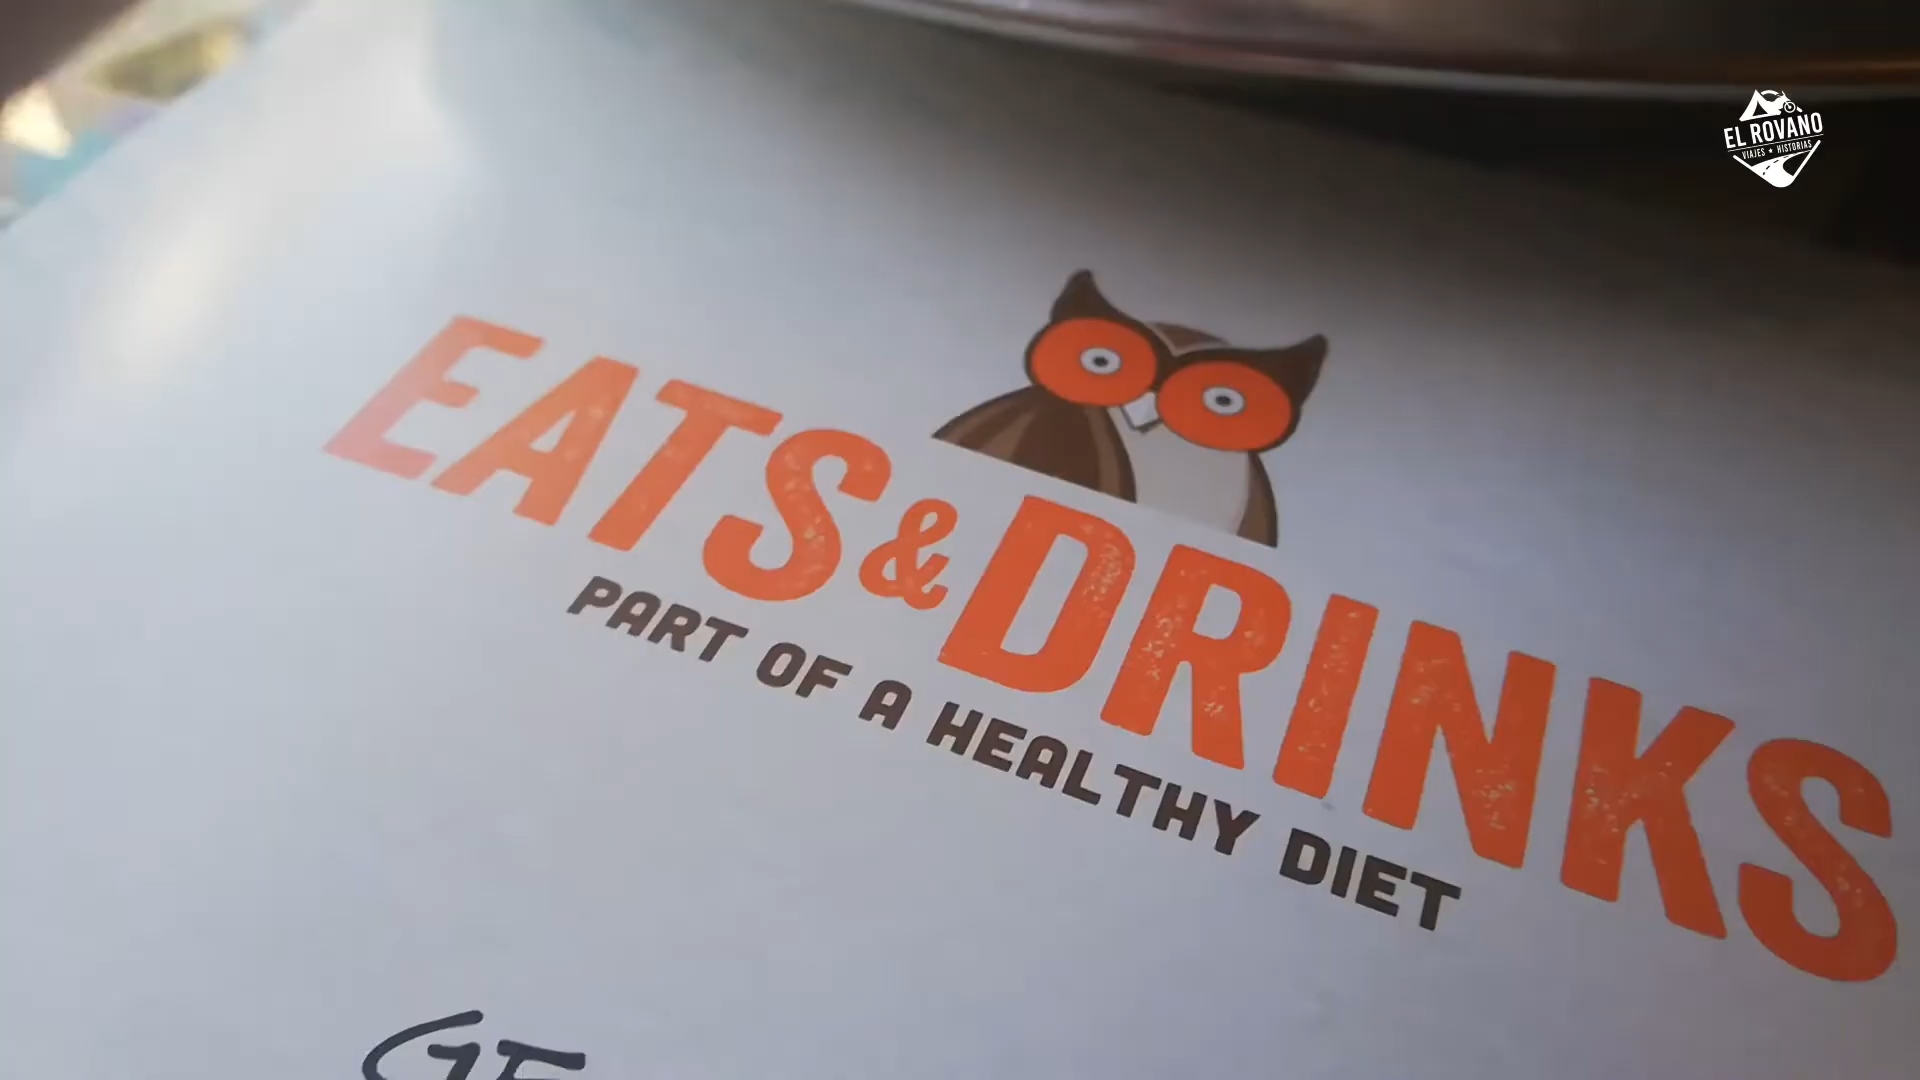 EL ROVANO
VIAJES ★ HISTORIAS
EATS & DRINKS
PART OF A HEALTHY DIET